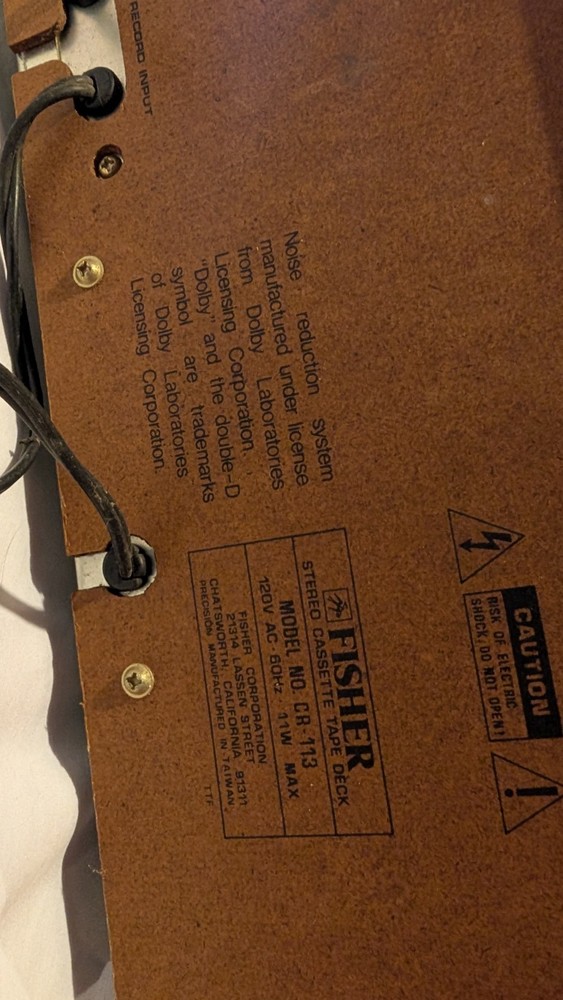 RECORD INPUT
Noise reduction system
manufactured under license
from Dolby Laboratories
Licensing Corporation.
"Dolby" and the double-D
symbol are trademarks
of Dolby Laboratories
Licensing Corporation.
CAUTION
RISK OF ELECTRIC
SHOCK, DO NOT OPEN!
FISHER
STEREO CASSETTE TAPE DECK
MODEL NO. CR-113
120V AC 60Hz 11W MAX
FISHER CORPORATION
21314 LASSEN STREET
CHATSWORTH, CALIFORNIA 91311
PRECISION MANUFACTURED IN TAIWAN
TTF